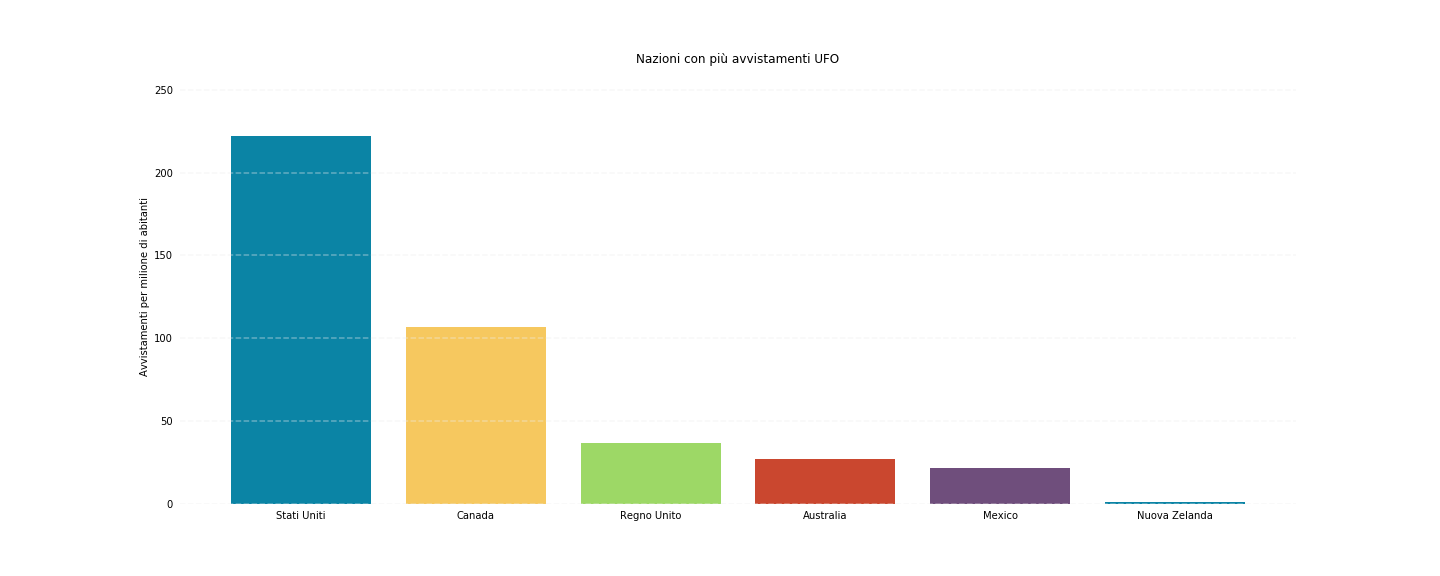 Nazioni con più avvistamenti UFO
250
200
150
100
50
0
Avvistamenti per milione di abitanti
Stati Uniti
Canada
Regno Unito
Australia
Mexico
Nuova Zelanda